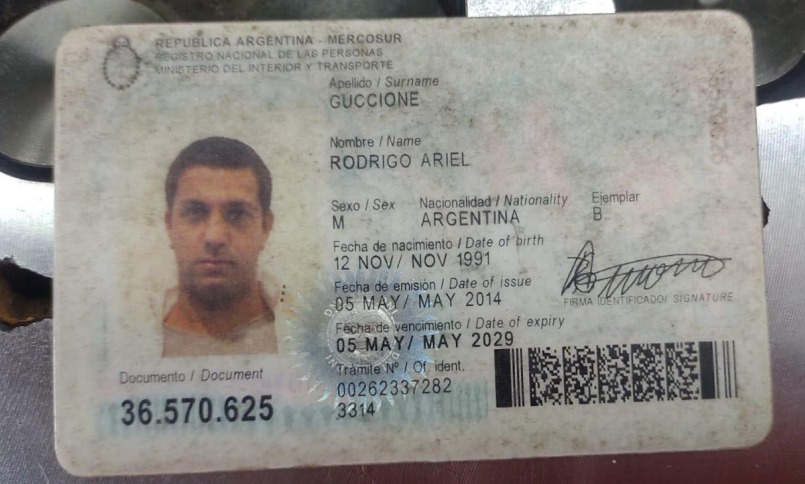 REPUBLICA ARGENTINA - MERCOSUR
REGISTRO NACIONAL DE LAS PERSONAS
MINISTERIO DEL INTERIOR Y TRANSPORTE
Apellido / Surname
GUCCIONE
Nombre / Name
RODRIGO ARIEL
Sexo / Sex Nacionalidad / Nationality Ejemplar
M ARGENTINA B
Fecha de nacimiento / Date of birth
12 NOV/ NOV 1991
Fecha de emisión / Date of issue
05 MAY/ MAY 2014
FIRMA IDENTIFICADO/ SIGNATURE
Fecha de vencimiento / Date of expiry
05 MAY/ MAY 2029
Trámite Nº / Of. ident.
00262337282
3314
Documento / Document
36.570.625